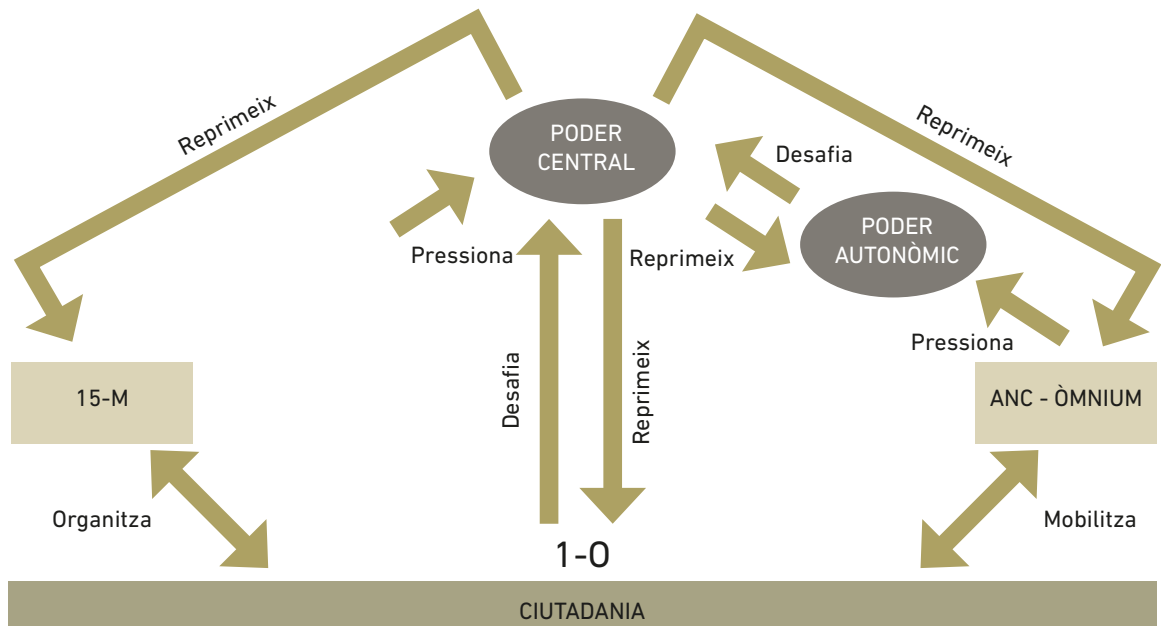 Reprimeix
Reprimeix
PODER
CENTRAL
Desafia
PODER
AUTONÒMIC
Pressiona
Reprimeix
Pressiona
Desafia
Reprimeix
15-M
ANC - ÒMNIUM
Organitza
Mobilitza
1-O
CIUTADANIA